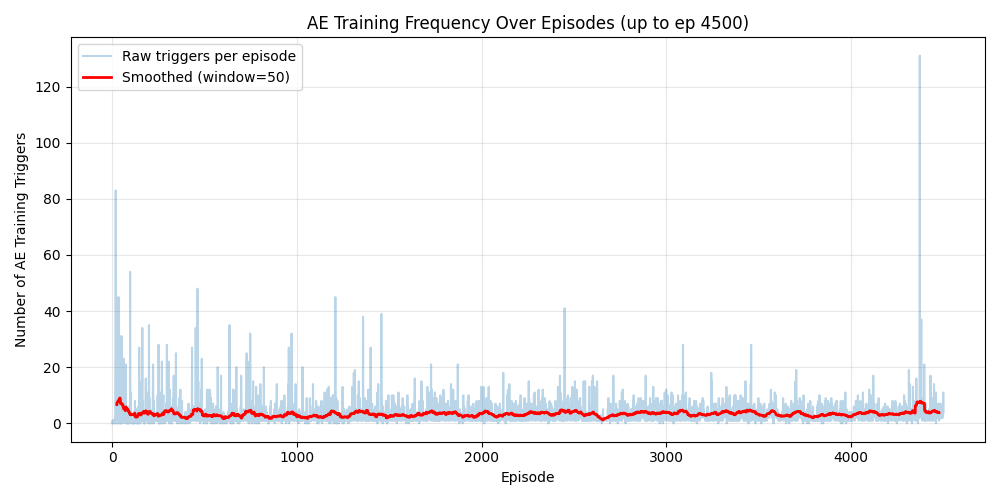 AE Training Frequency Over Episodes (up to ep 4500)
Raw triggers per episode
Smoothed (window=50)
Number of AE Training Triggers
120
100
80
60
40
20
0
0 1000 2000 3000 4000
Episode